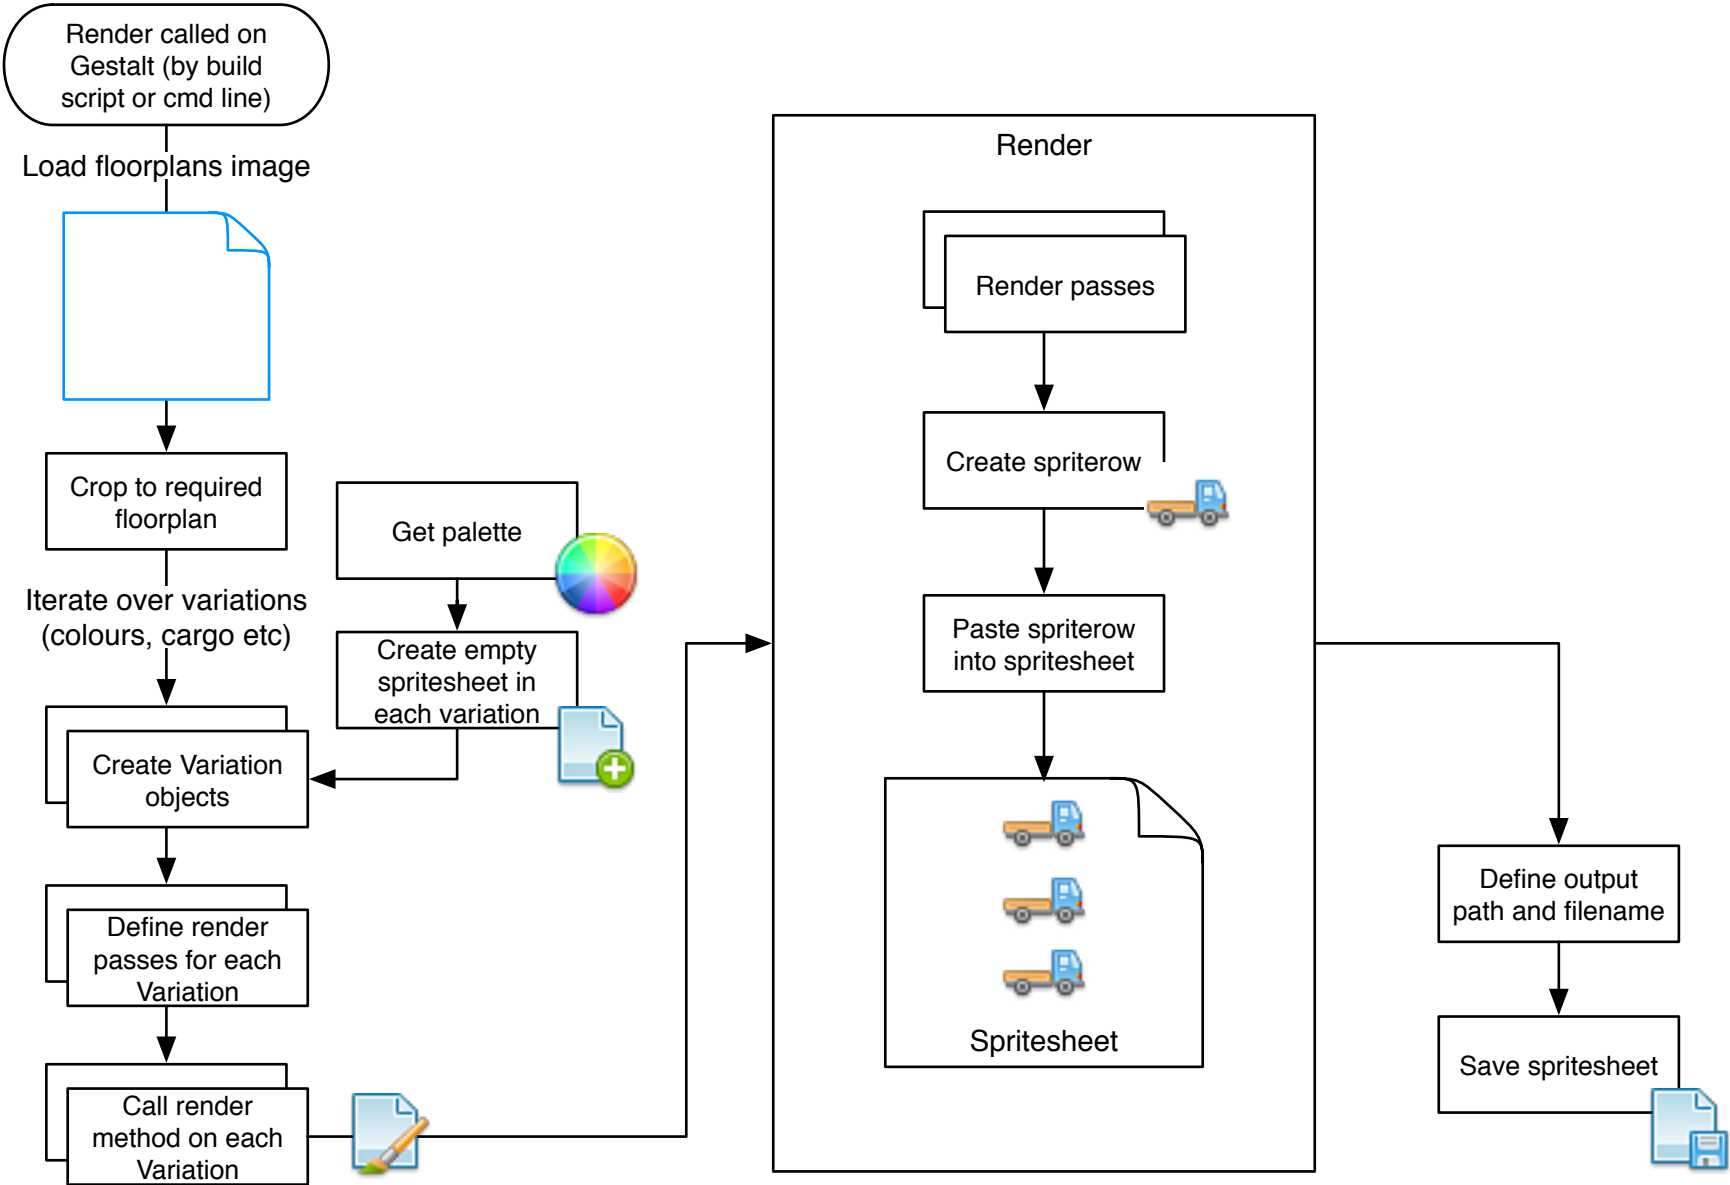 Render called on
Gestalt (by build
script or cmd line)
Load floorplans image
Crop to required
floorplan
Iterate over variations
(colours, cargo etc)
Get palette
Create empty
spritesheet in
each variation
Create Variation
objects
Define render
passes for each
Variation
Call render
method on each
Variation
Render
Render passes
Create spriterow
Paste spriterow
into spritesheet
Spritesheet
Define output
path and filename
Save spritesheet